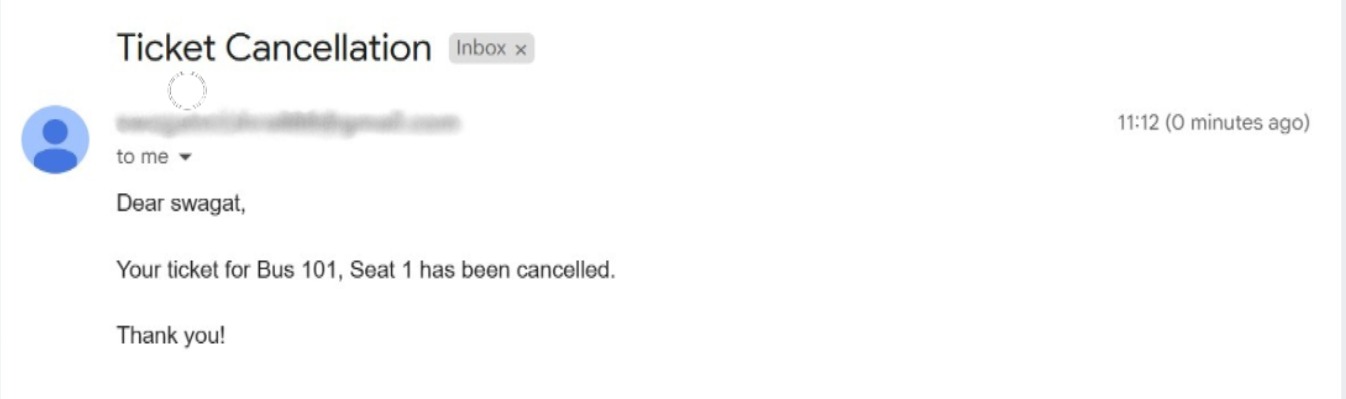 Ticket Cancellation Inbox ×
11:12 (0 minutes ago)
to me
Dear swagat,
Your ticket for Bus 101, Seat 1 has been cancelled.
Thank you!